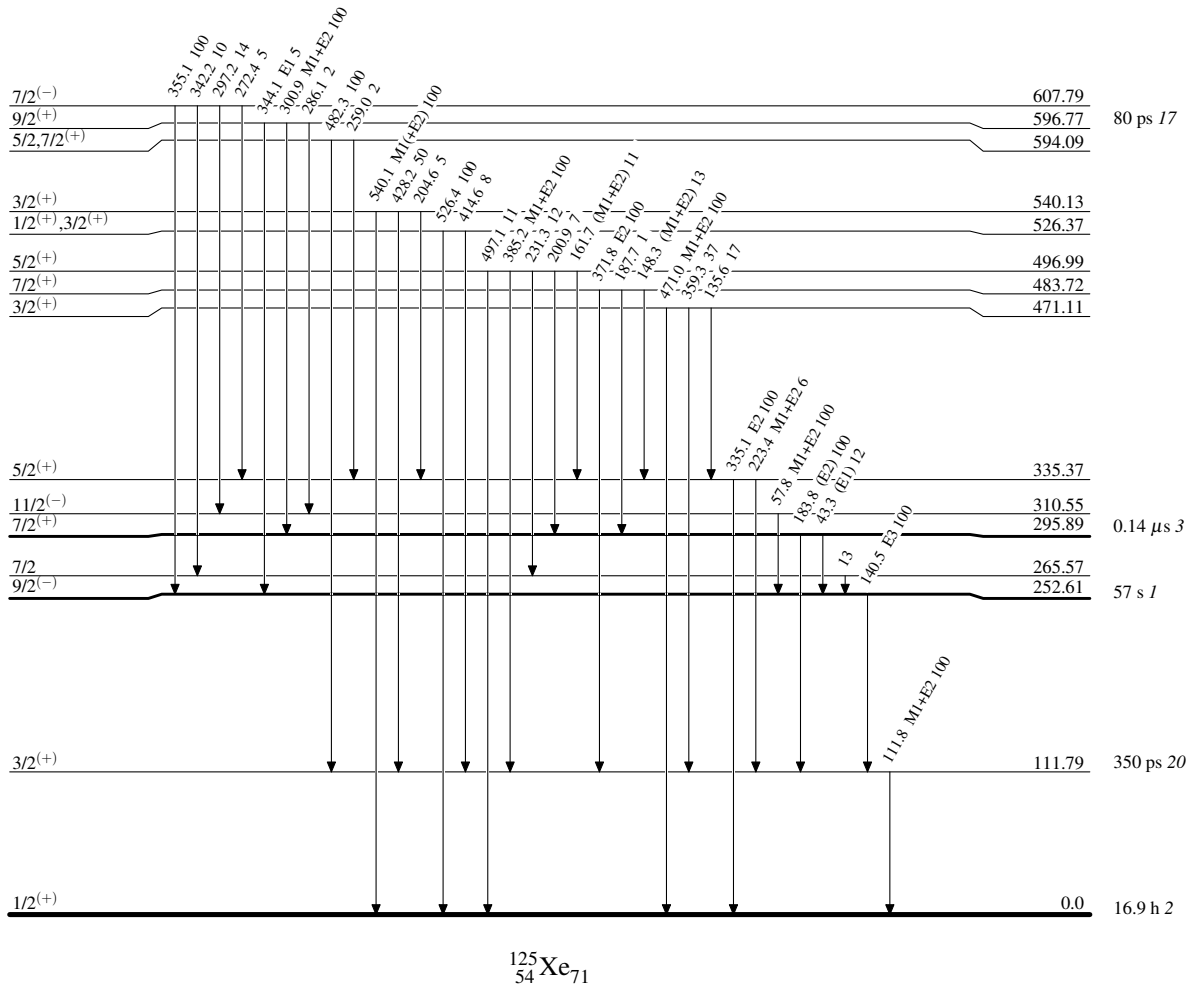 355.1 100
342.2 10
297.2 14
272.4 5
344.1 E1 5
300.9 M1+E2 100
286.1 2
482.3 100
259.0 2
540.1 M1(+E2) 100
428.2 50
204.6 5
526.4 100
414.6 8
497.1 11
385.2 M1+E2 100
231.3 12
200.9 7
161.7 (M1+E2) 11
371.8 E2 100
187.7 1
148.3 (M1+E2) 13
471.0 M1+E2 100
359.3 37
135.6 17
335.1 E2 100
223.4 M1+E2 6
57.8 M1+E2 100
183.8 (E2) 100
43.3 (E1) 12
13
140.5 E3 100
111.8 M1+E2 100
7/2(−) 607.79
9/2(+) 596.77 80 ps 17
5/2,7/2(+) 594.09
3/2(+) 540.13
1/2(+),3/2(+) 526.37
5/2(+) 496.99
7/2(+) 483.72
3/2(+) 471.11
5/2(+) 335.37
11/2(−) 310.55
7/2(+) 295.89 0.14 μs 3
7/2 265.57
9/2(−) 252.61 57 s 1
3/2(+) 111.79 350 ps 20
1/2(+) 0.0 16.9 h 2
125 54 Xe 71